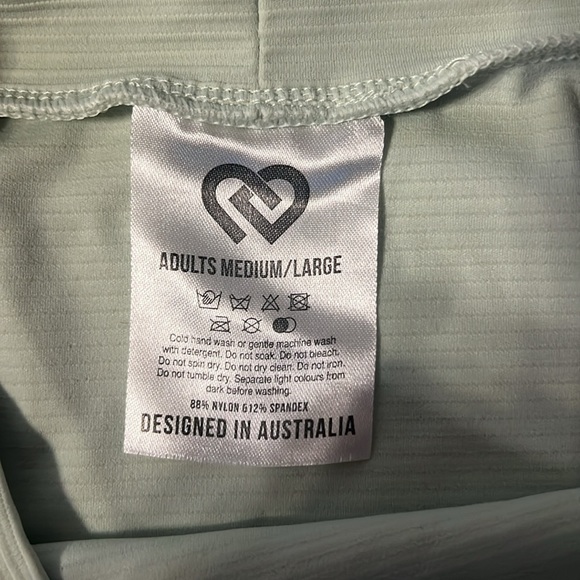 ADULTS MEDIUM/LARGE
Cold hand wash or gentle machine wash
with detergent. Do not soak. Do not bleach.
Do not spin dry. Do not dry clean. Do not iron.
Do not tumble dry. Separate light colours from
dark before washing.
88% NYLON &12% SPANDEX
DESIGNED IN AUSTRALIA